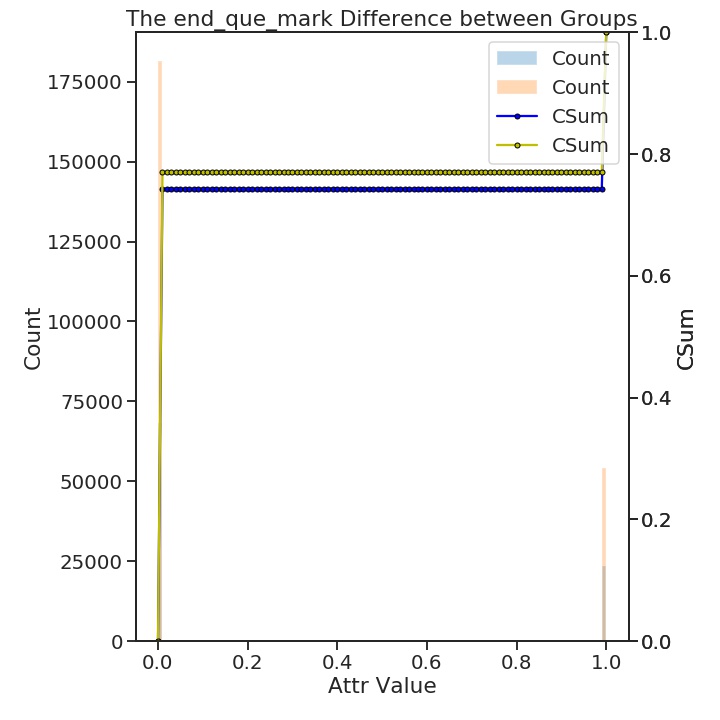 The end_que_mark Difference between Groups
Count
Count
CSum
CSum
175000
150000
125000
100000
75000
50000
25000
0
Count
1.0
0.8
0.6
0.4
0.2
0.0
CSum
0.0
0.2
0.4
0.6
0.8
1.0
Attr Value